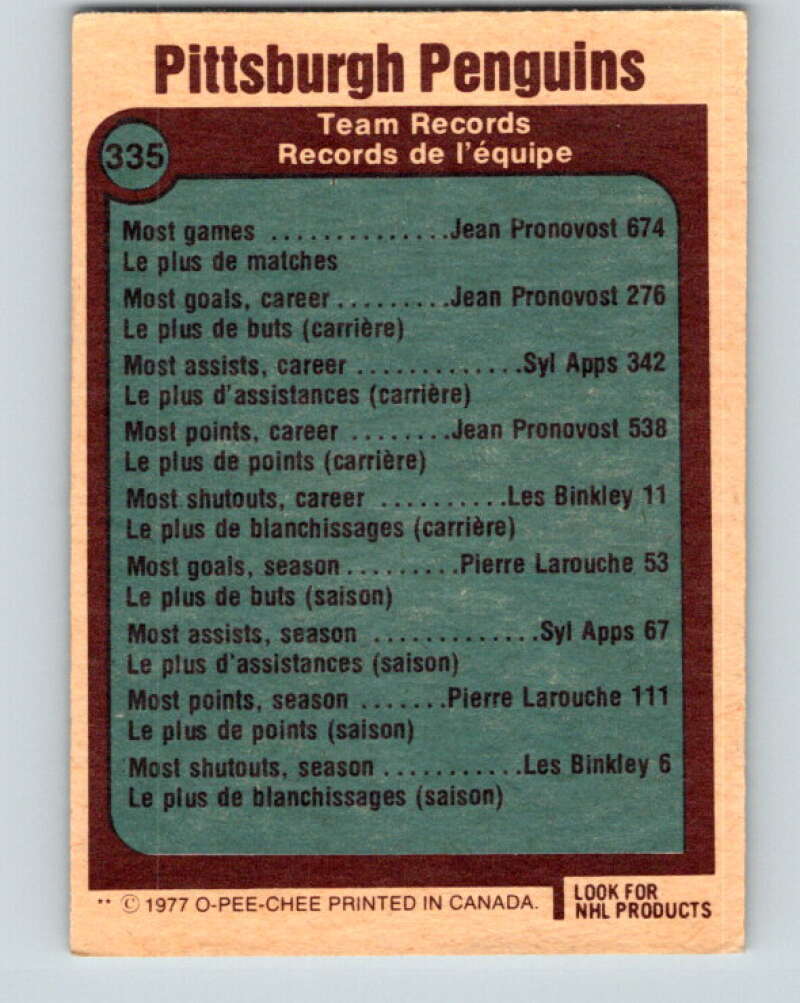 Pittsburgh Penguins
335
Team Records
Records de l'équipe
Most games ..............Jean Pronovost 674
Le plus de matches
Most goals, career.........Jean Pronovost 276
Le plus de buts (carrière)
Most assists, career .............Syl Apps 342
Le plus d'assistances (carrière)
Most points, career ........Jean Pronovost 538
Le plus de points (carrière)
Most shutouts, career ..........Les Binkley 11
Le plus de blanchissages (carrière)
Most goals, season.........Pierre Larouche 53
Le plus de buts (saison)
Most assists, season .............Syl Apps 67
Le plus d'assistances (saison)
Most points, season .......Pierre Larouche 111
Le plus de points (saison)
Most shutouts, season ...........Les Binkley 6
Le plus de blanchissages (saison)
** © 1977 O-PEE-CHEE PRINTED IN CANADA.
LOOK FOR
NHL PRODUCTS